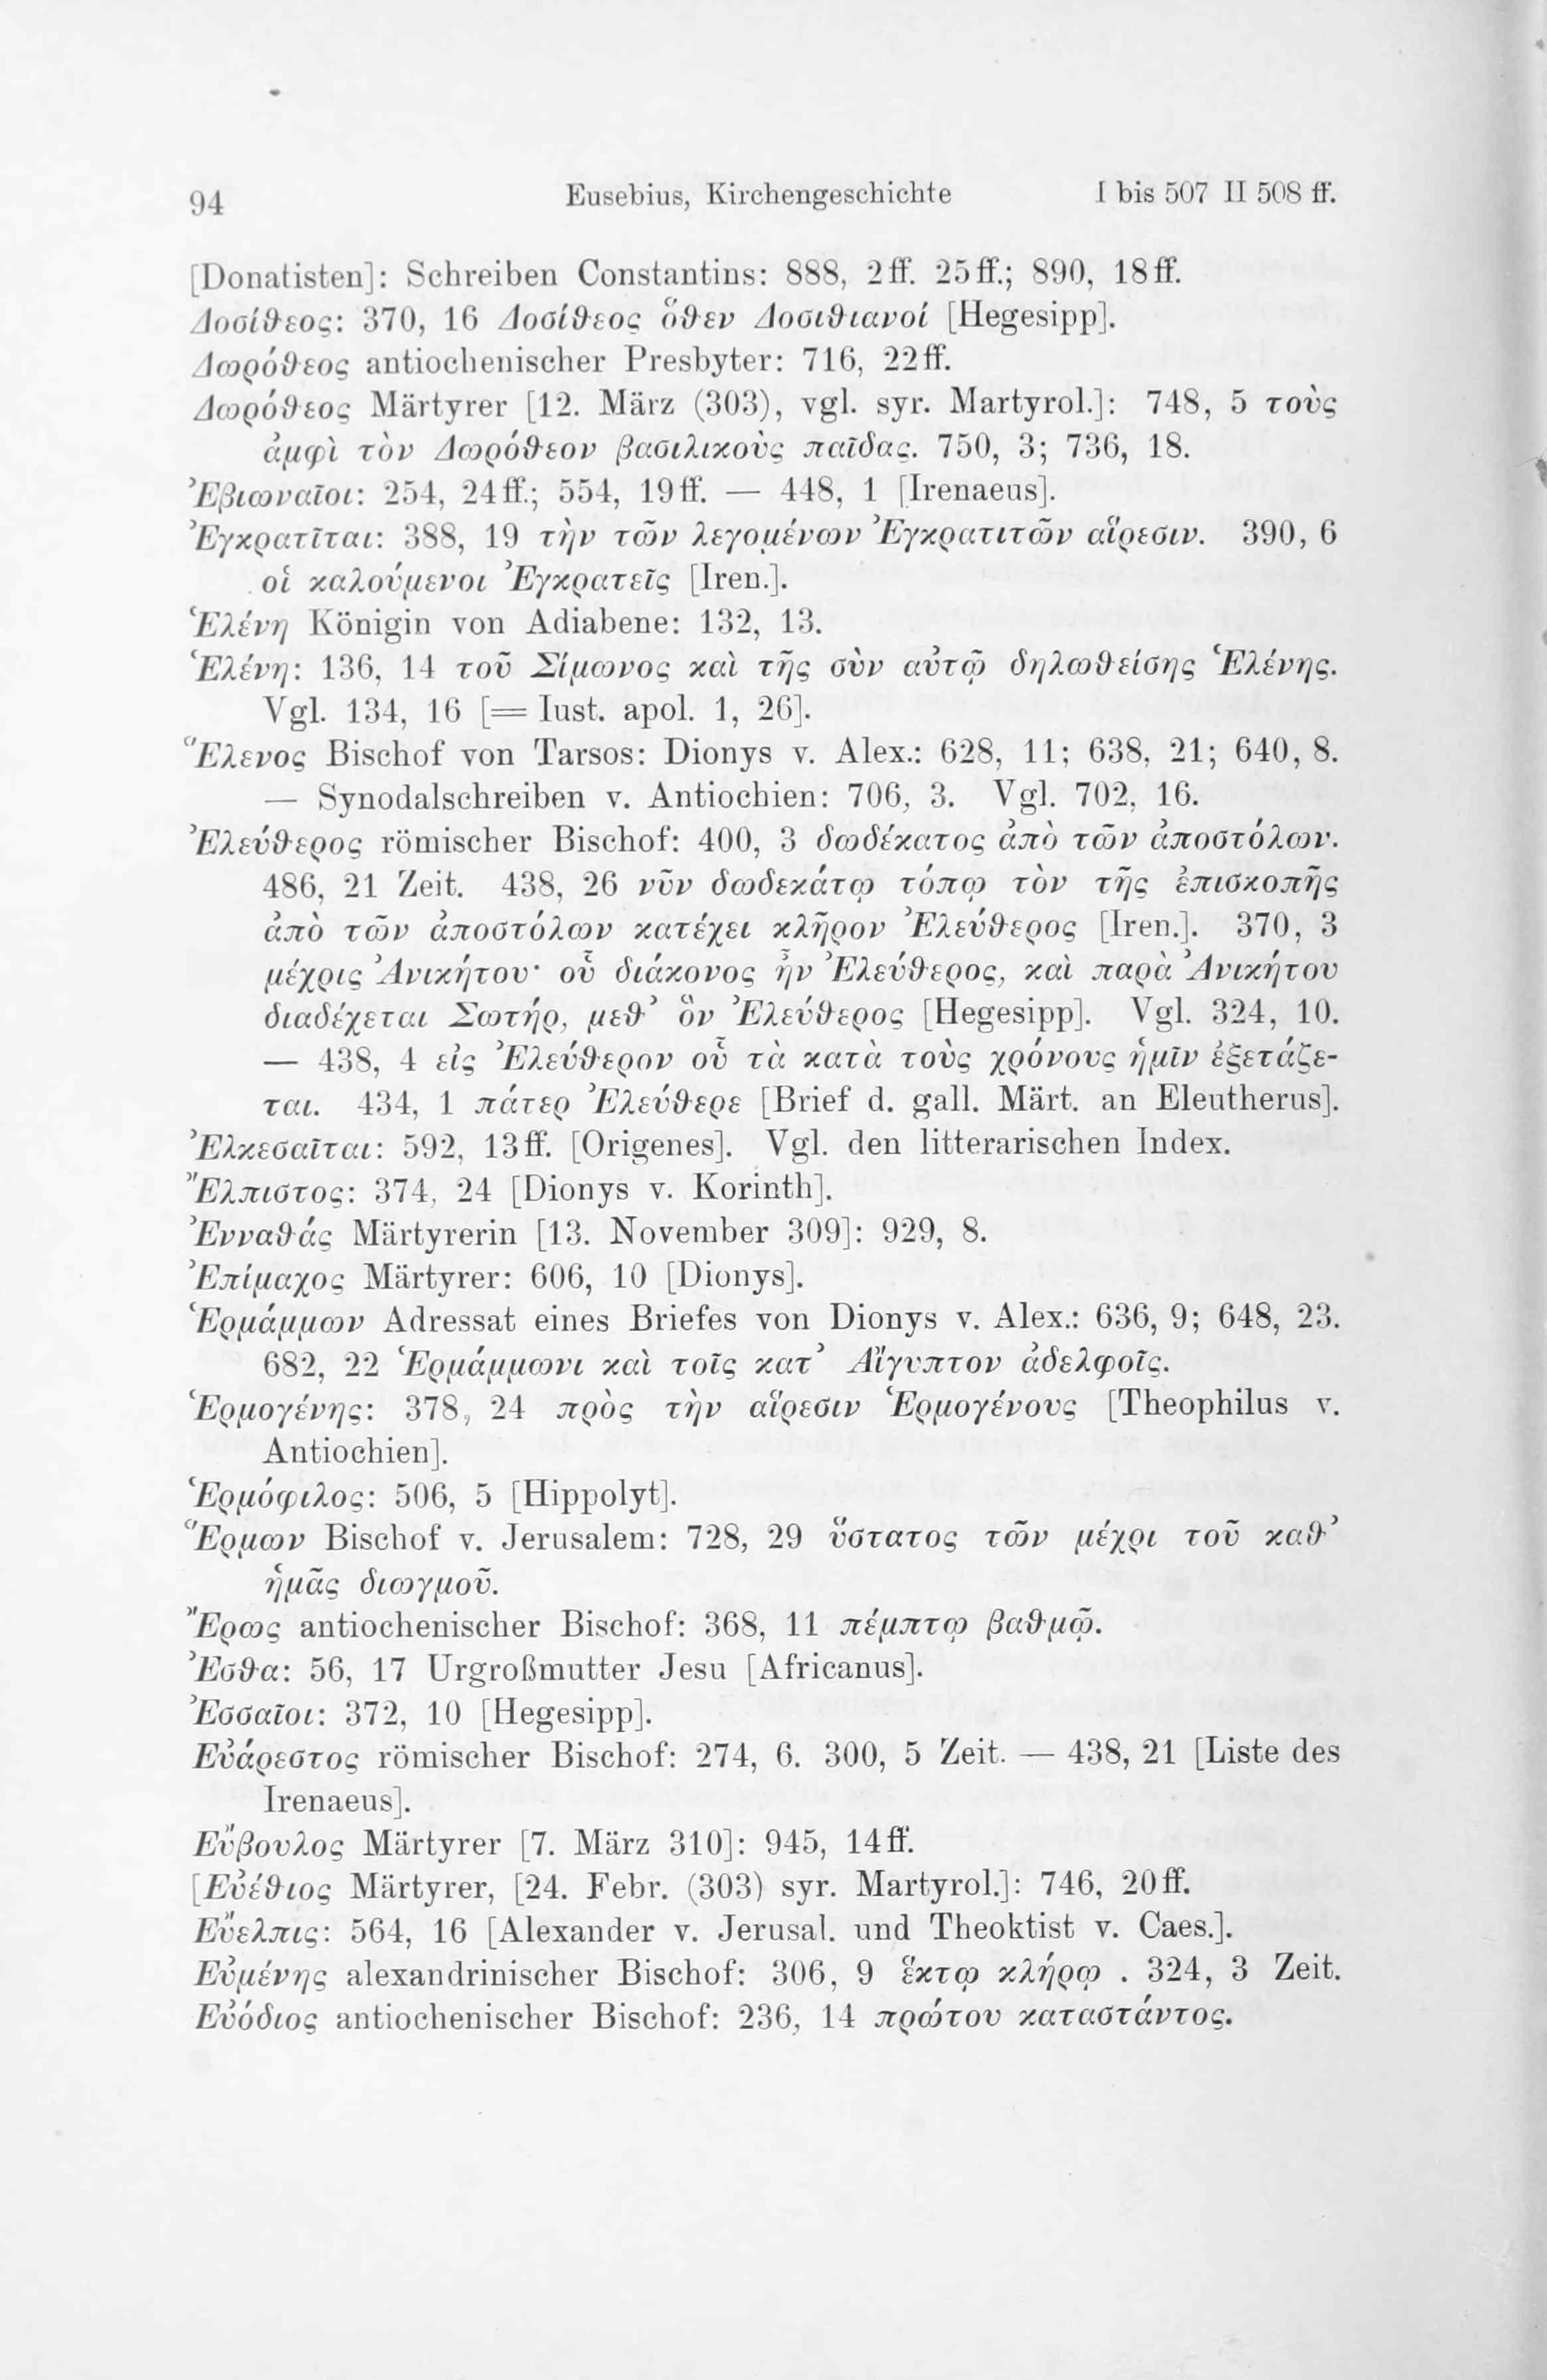 94 Eusebius, Kirchengeschichte I bis 507 II 508 ff.
[Donatisten]: Schreiben Constantins: 888, 2ff. 25ff.; 890, 18ff.
Δοσίθεος: 370, 16 Δοσίθεος ὅθεν Δοσιθιανοί [Hegesipp].
Δωρόθεος antiochenischer Presbyter: 716, 22ff.
Δωρόθεος Märtyrer [12. März (303), vgl. syr. Martyrol.]: 748, 5 τοὺς
ἀμφὶ τὸν Δωρόθεον βασιλικοὺς παῖδας. 750, 3; 736, 18.
Ἐβιωναῖοι: 254, 24ff.; 554, 19ff. — 448, 1 [Irenaeus].
Ἐγκρατῖται: 388, 19 τὴν τῶν λεγομένων Ἐγκρατιτῶν αἵρεσιν. 390, 6
οἱ καλούμενοι Ἐγκρατεῖς [Iren.].
Ἑλένη Königin von Adiabene: 132, 13.
Ἑλένη: 136, 14 τοῦ Σίμωνος καὶ τῆς σὺν αὐτῷ δηλωθείσης Ἑλένης.
Vgl. 134, 16 [= Iust. apol. 1, 26].
Ἕλενος Bischof von Tarsos: Dionys v. Alex.: 628, 11; 638, 21; 640, 8.
— Synodalschreiben v. Antiochien: 706, 3. Vgl. 702, 16.
Ἐλεύθερος römischer Bischof: 400, 3 δωδέκατος ἀπὸ τῶν ἀποστόλων.
486, 21 Zeit. 438, 26 νῦν δωδεκάτῳ τόπῳ τὸν τῆς ἐπισκοπῆς
ἀπὸ τῶν ἀποστόλων κατέχει κλῆρον Ἐλεύθερος [Iren.]. 370, 3
μέχρις Ἀνικήτου· οὗ διάκονος ἦν Ἐλεύθερος, καὶ παρὰ Ἀνικήτου
διαδέχεται Σωτήρ, μεθ᾽ ὃν Ἐλεύθερος [Hegesipp]. Vgl. 324, 10.
— 438, 4 εἰς Ἐλεύθερον οὗ τὰ κατὰ τοὺς χρόνους ἡμῖν ἐξετάζε-
ται. 434, 1 πάτερ Ἐλεύθερε [Brief d. gall. Märt. an Eleutherus].
Ἐλκεσαῖται: 592, 13ff. [Origenes]. Vgl. den litterarischen Index.
Ἔλπιστος: 374, 24 [Dionys v. Korinth].
Ἐνναθάς Märtyrerin [13. November 309]: 929, 8.
Ἐπίμαχος Märtyrer: 606, 10 [Dionys].
Ἑρμάμμων Adressat eines Briefes von Dionys v. Alex.: 636, 9; 648, 23.
682, 22 Ἑρμάμμωνι καὶ τοῖς κατ᾽ Αἴγυπτον ἀδελφοῖς.
Ἑρμογένης: 378, 24 πρὸς τὴν αἵρεσιν Ἑρμογένους [Theophilus v.
Antiochien].
Ἑρμόφιλος: 506, 5 [Hippolyt].
Ἕρμων Bischof v. Jerusalem: 728, 29 ὕστατος τῶν μέχρι τοῦ καθ᾽
ἡμᾶς διωγμοῦ.
Ἔρως antiochenischer Bischof: 368, 11 πέμπτῳ βαθμῷ.
Ἐσθα: 56, 17 Urgroßmutter Jesu [Africanus].
Ἐσσαῖοι: 372, 10 [Hegesipp].
Εὐάρεστος römischer Bischof: 274, 6. 300, 5 Zeit. — 438, 21 [Liste des
Irenaeus].
Εὔβουλος Märtyrer [7. März 310]: 945, 14ff.
[Εὐέθιος Märtyrer, [24. Febr. (303) syr. Martyrol.]: 746, 20ff.
Εὔελπις: 564, 16 [Alexander v. Jerusal. und Theoktist v. Caes.].
Εὐμένης alexandrinischer Bischof: 306, 9 ἕκτῳ κλήρῳ . 324, 3 Zeit.
Εὐόδιος antiochenischer Bischof: 236, 14 πρώτου καταστάντος.